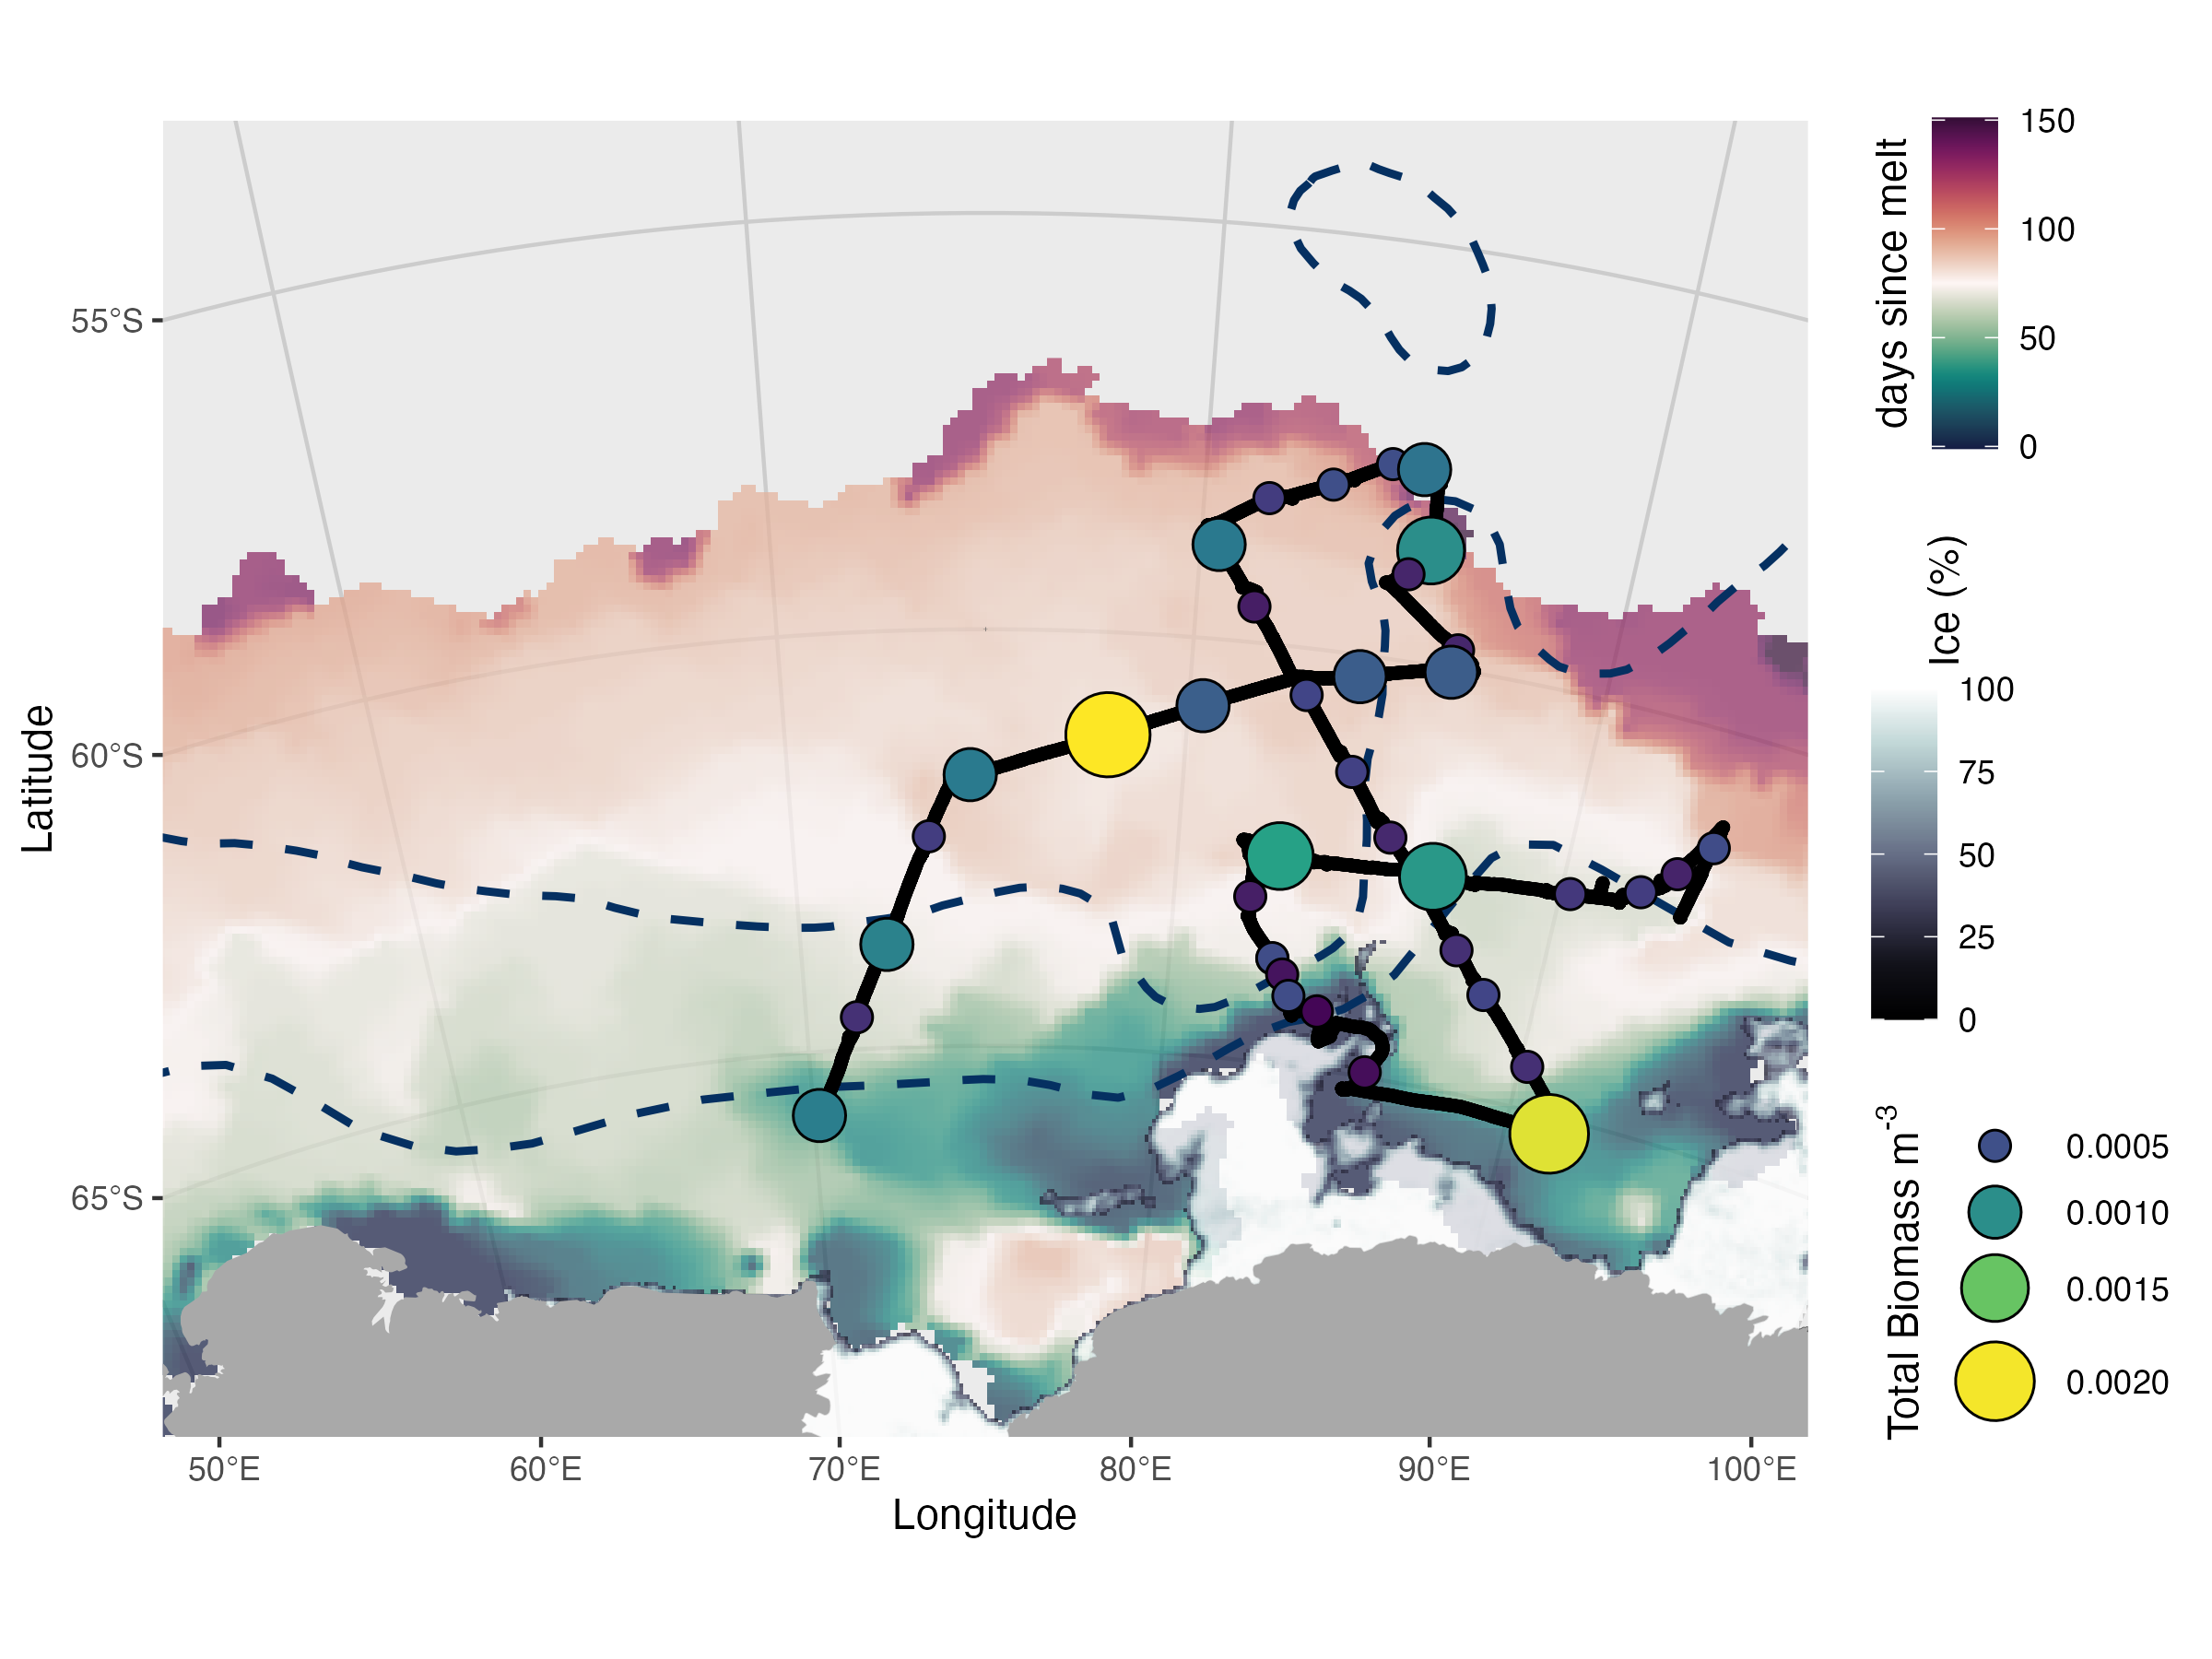 Latitude
55°S
60°S
65°S
50°E
60°E
70°E
80°E
90°E
100°E
Longitude
days since melt
150
100
50
0
Ice (%)
100
75
50
25
0
Total Biomass m⁻³
0.0005
0.0010
0.0015
0.0020